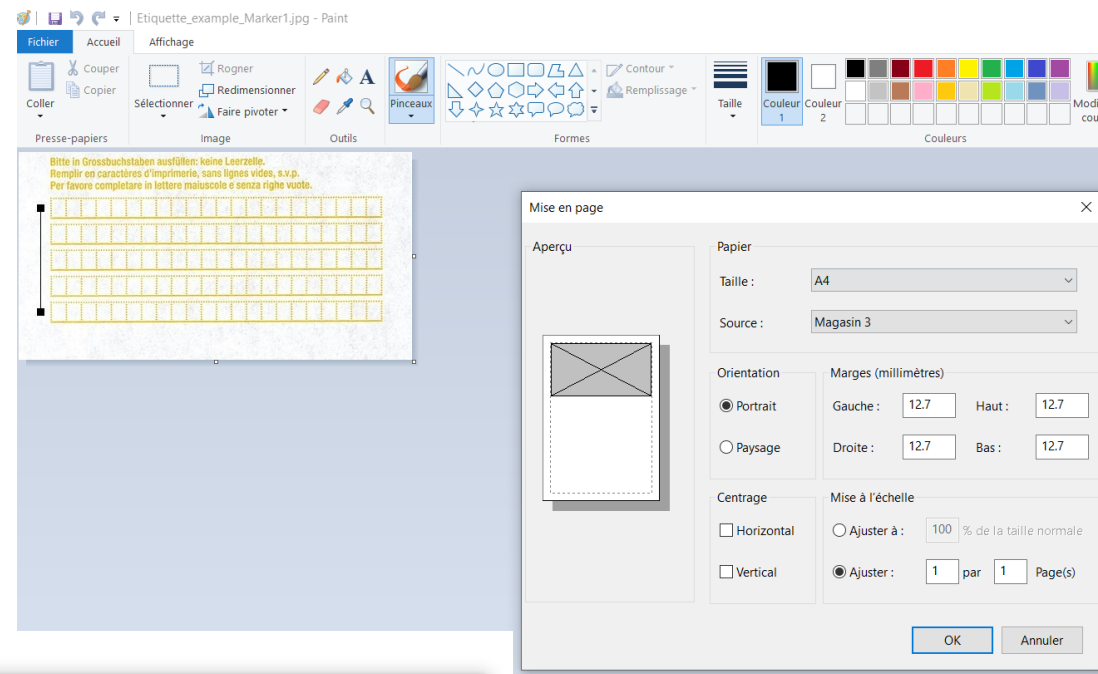 Etiquette_example_Marker1.jpg - Paint
Fichier Accueil Affichage
Coller
Couper
Copier
Presse-papiers
Sélectionner
Rogner
Redimensionner
Faire pivoter
Image
A
Outils
Pinceaux
Contour
Remplissage
Formes
Taille
Couleur 1
Couleur 2
Couleurs
Bitte in Grossbuchstaben ausfüllen: keine Leerzelle.
Remplir en caractères d'imprimerie, sans lignes vides, s.v.p.
Per favore completare in lettere maiuscole e senza righe vuote.
Mise en page
Aperçu
Papier
Taille : A4
Source : Magasin 3
Orientation
Portrait
Paysage
Marges (millimètres)
Gauche : 12.7 Haut : 12.7
Droite : 12.7 Bas : 12.7
Centrage
Horizontal
Vertical
Mise à l'échelle
Ajuster à : 100 % de la taille normale
Ajuster : 1 par 1 Page(s)
OK Annuler